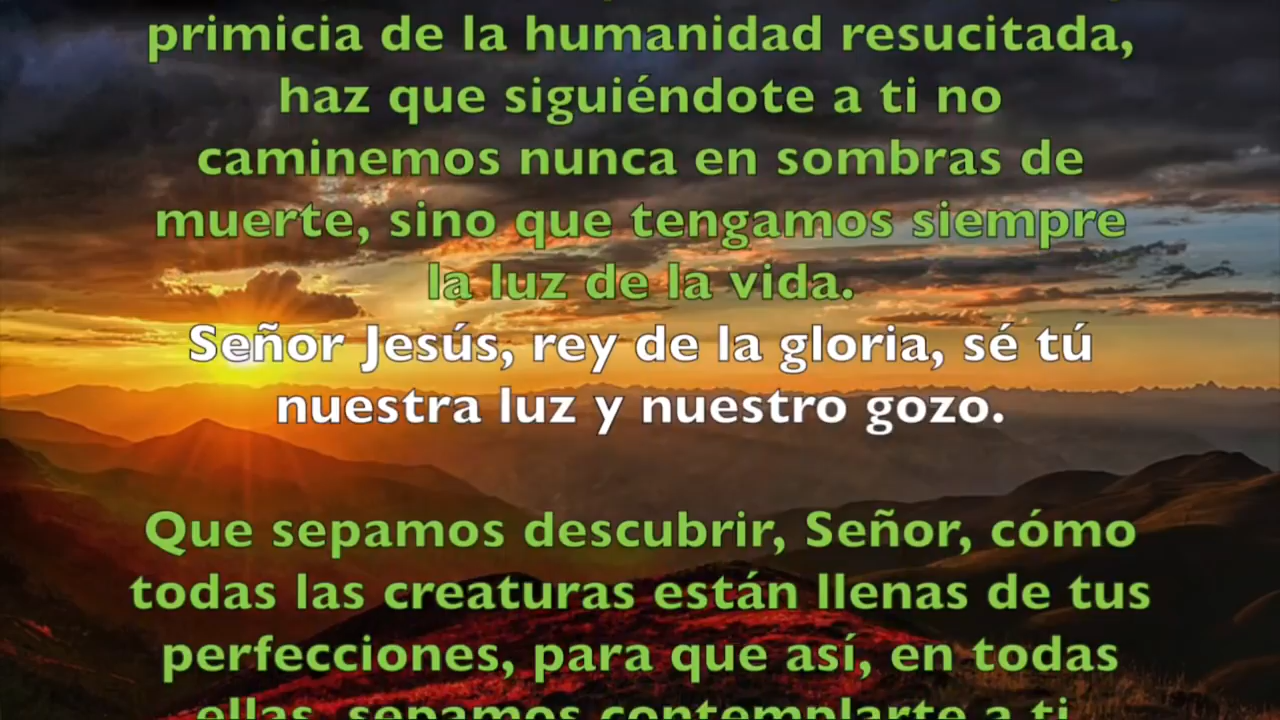 primicia de la humanidad resucitada,
haz que siguiéndote a ti no
caminemos nunca en sombras de
muerte, sino que tengamos siempre
la luz de la vida.
Señor Jesús, rey de la gloria, sé tú
nuestra luz y nuestro gozo.
Que sepamos descubrir, Señor, cómo
todas las creaturas están llenas de tus
perfecciones, para que así, en todas
ellas, sepamos contemplarte a ti